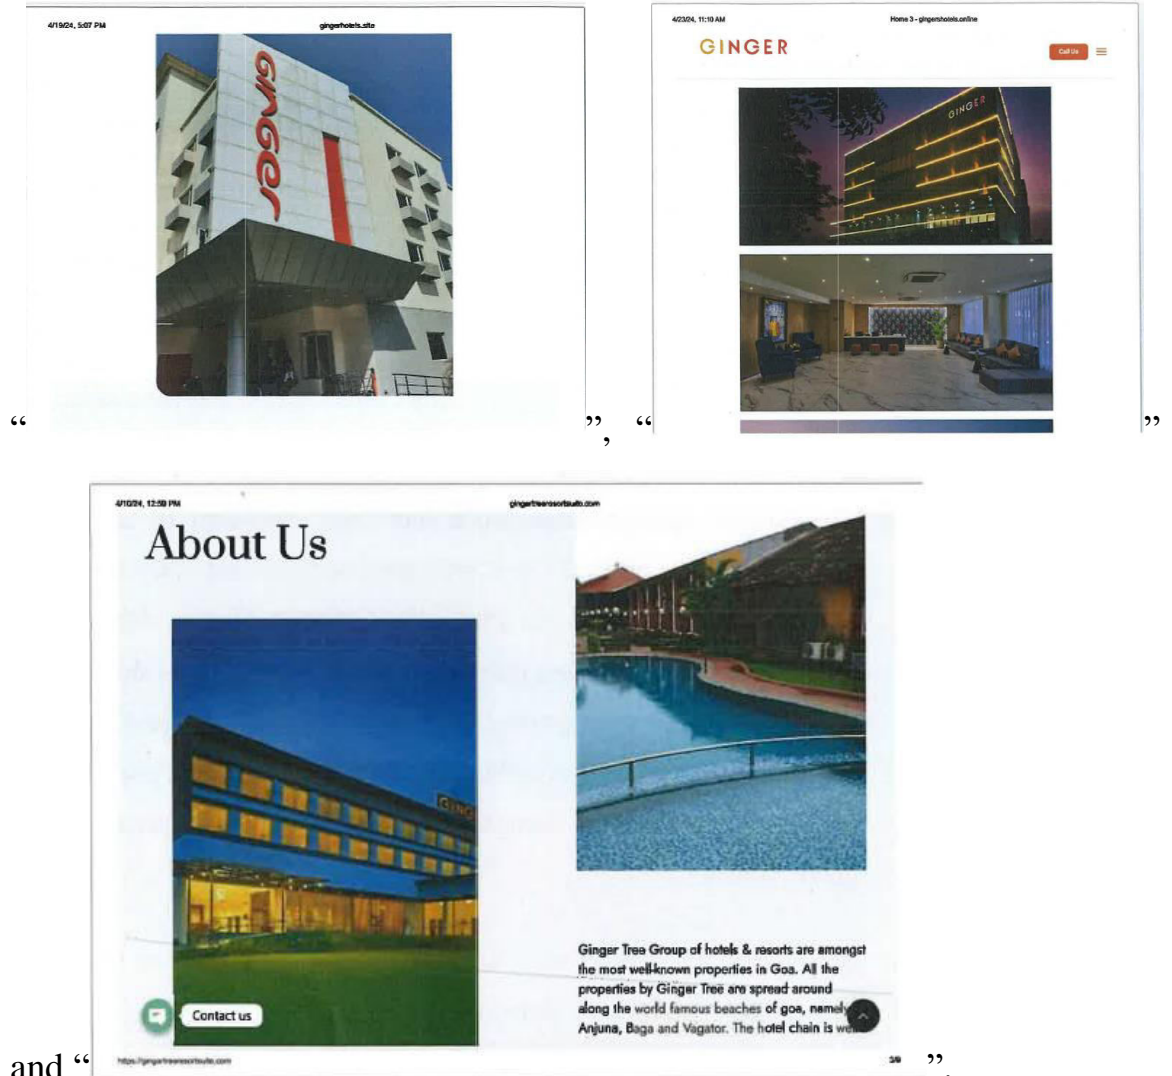 4/19/24, 5:07 PM gingerhotels.site
GINGER
4/23/24, 11:10 AM Home 3 - gingershotels.online
GINGER
Call Us
GINGER
“ ”, “ ”
4/10/24, 12:59 PM gingertreeresortsuite.com
About Us
GING
Ginger Tree Group of hotels & resorts are amongst
the most well-known properties in Goa. All the
properties by Ginger Tree are spread around
along the world famous beaches of goa, namely
Anjuna, Baga and Vagator. The hotel chain is
Contact us
https://gingertreeresortsuite.com
and “ ”.